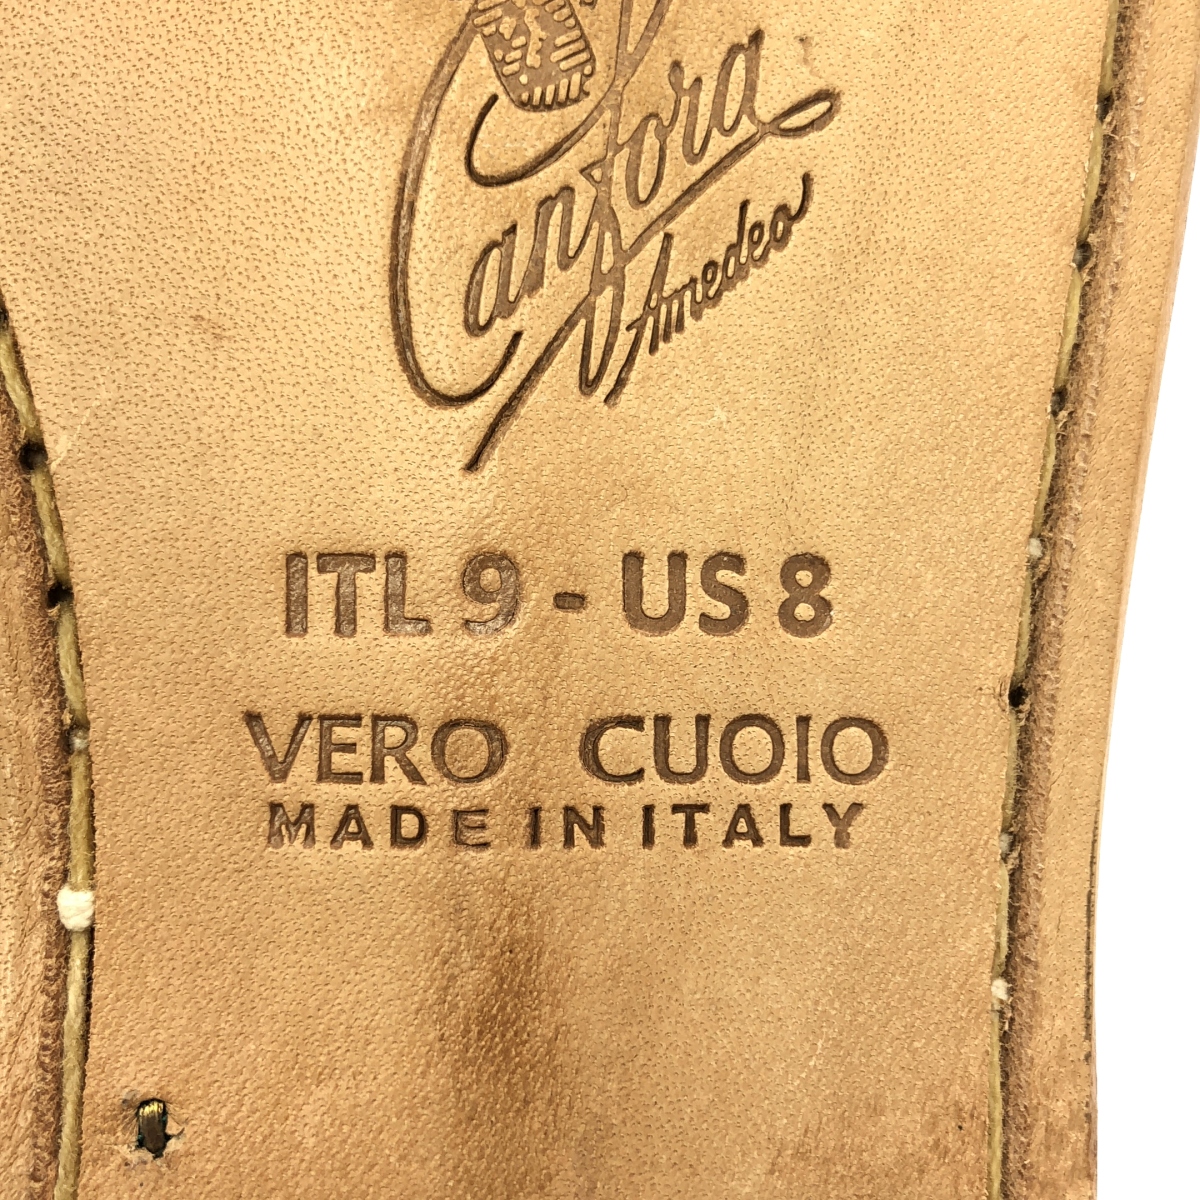 Canfora
Amedeo
ITL 9 - US 8
VERO CUOIO
MADE IN ITALY